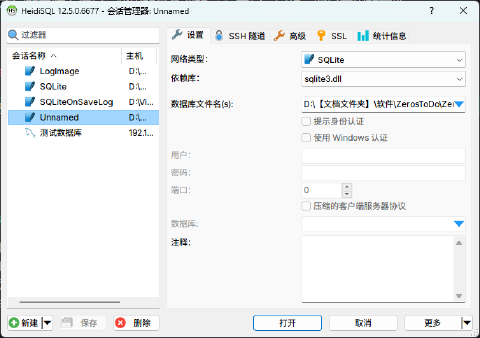 HeidiSQL 12.5.0.6677 - 会话管理器: Unnamed
过滤器
会话名称 主机
LogImage D:\,...
SQLite D:\,...
SQLiteOnSaveLog D:\Vi...
Unnamed D:\,...
测试数据库 192.1...
新建 保存 删除
设置 SSH 隧道 高级 SSL 统计信息
网络类型: SQLite
依赖库: sqlite3.dll
数据库文件名(s): D:\,【文档文件夹】\软件\ZerosToDo\Zer
提示身份认证
使用 Windows 认证
用户:
密码:
端口: 0
压缩的客户端服务器协议
数据库:
注释:
打开 取消 更多